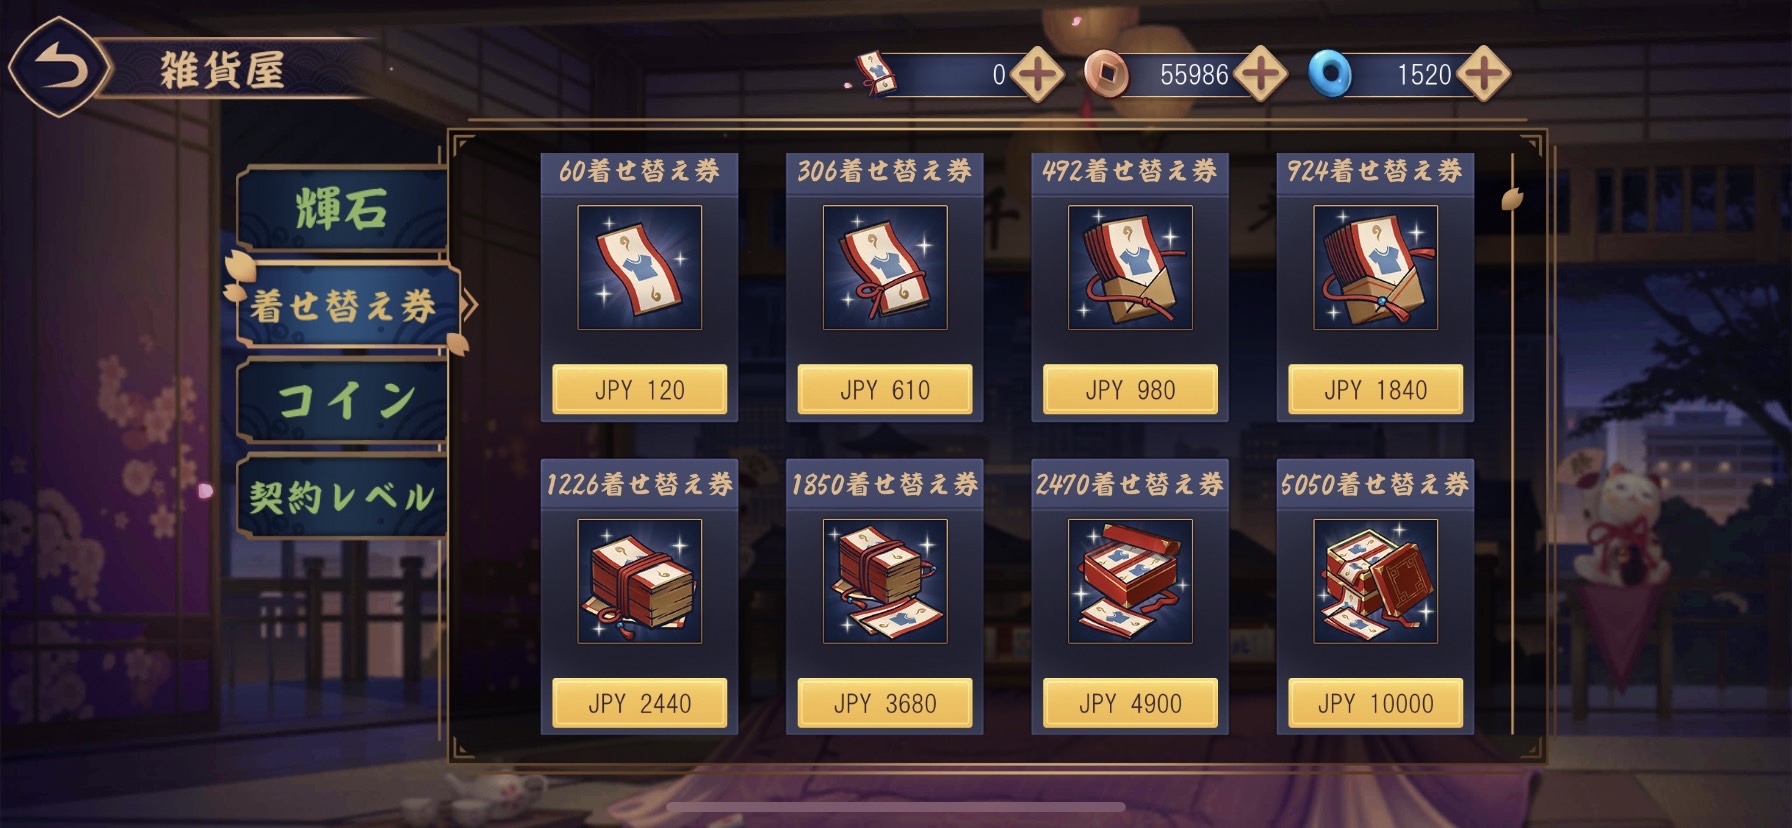 雑貨屋
0
55986
1520
輝石
着せ替え券
コイン
契約レベル
60着せ替え券
306着せ替え券
492着せ替え券
924着せ替え券
JPY 120
JPY 610
JPY 980
JPY 1840
1226着せ替え券
1850着せ替え券
2470着せ替え券
5050着せ替え券
JPY 2440
JPY 3680
JPY 4900
JPY 10000